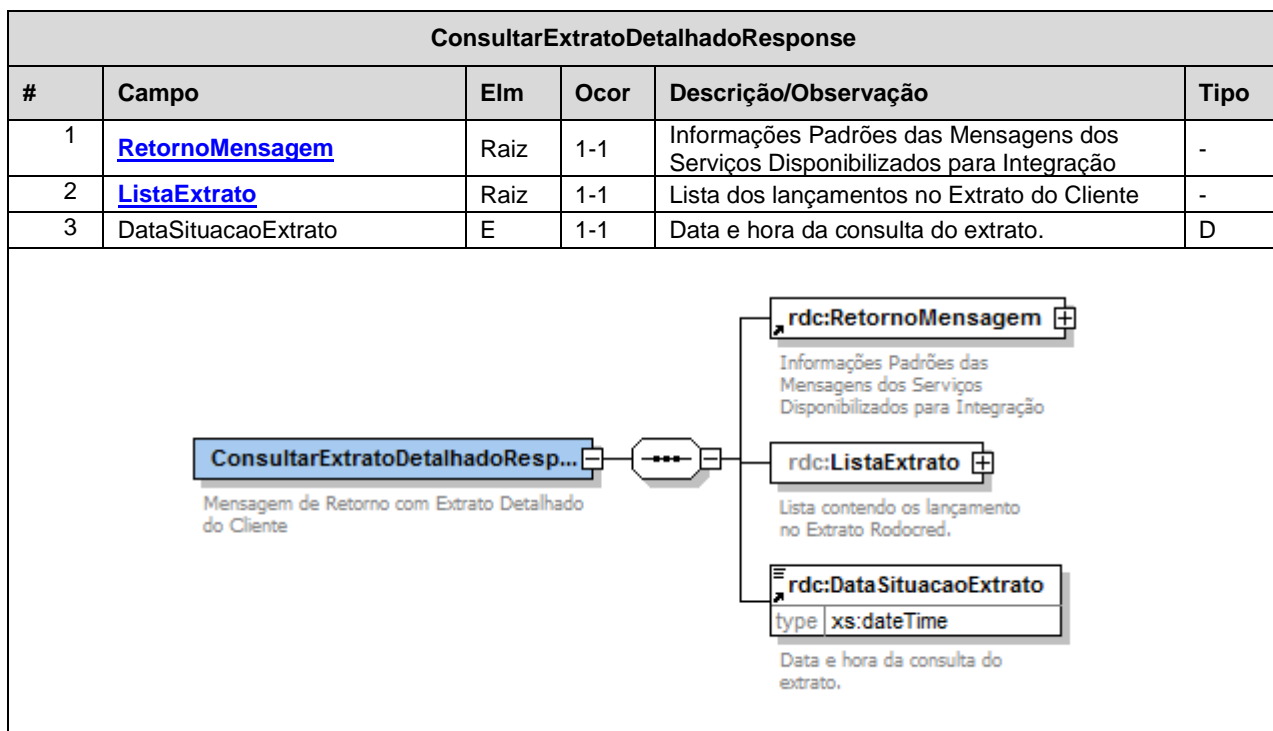 ConsultarExtratoDetalhadoResponse
# Campo Elm Ocor Descrição/Observação Tipo
1 RetornoMensagem Raiz 1-1 Informações Padrões das Mensagens dos Serviços Disponibilizados para Integração -
2 ListaExtrato Raiz 1-1 Lista dos lançamentos no Extrato do Cliente -
3 DataSituacaoExtrato E 1-1 Data e hora da consulta do extrato. D
rdc:RetornoMensagem
Informações Padrões das
Mensagens dos Serviços
Disponibilizados para Integração
ConsultarExtratoDetalhadoResp...
Mensagem de Retorno com Extrato Detalhado
do Cliente
rdc:ListaExtrato
Lista contendo os lançamento
no Extrato Rodocred.
rdc:DataSituacaoExtrato
type xs:dateTime
Data e hora da consulta do
extrato.